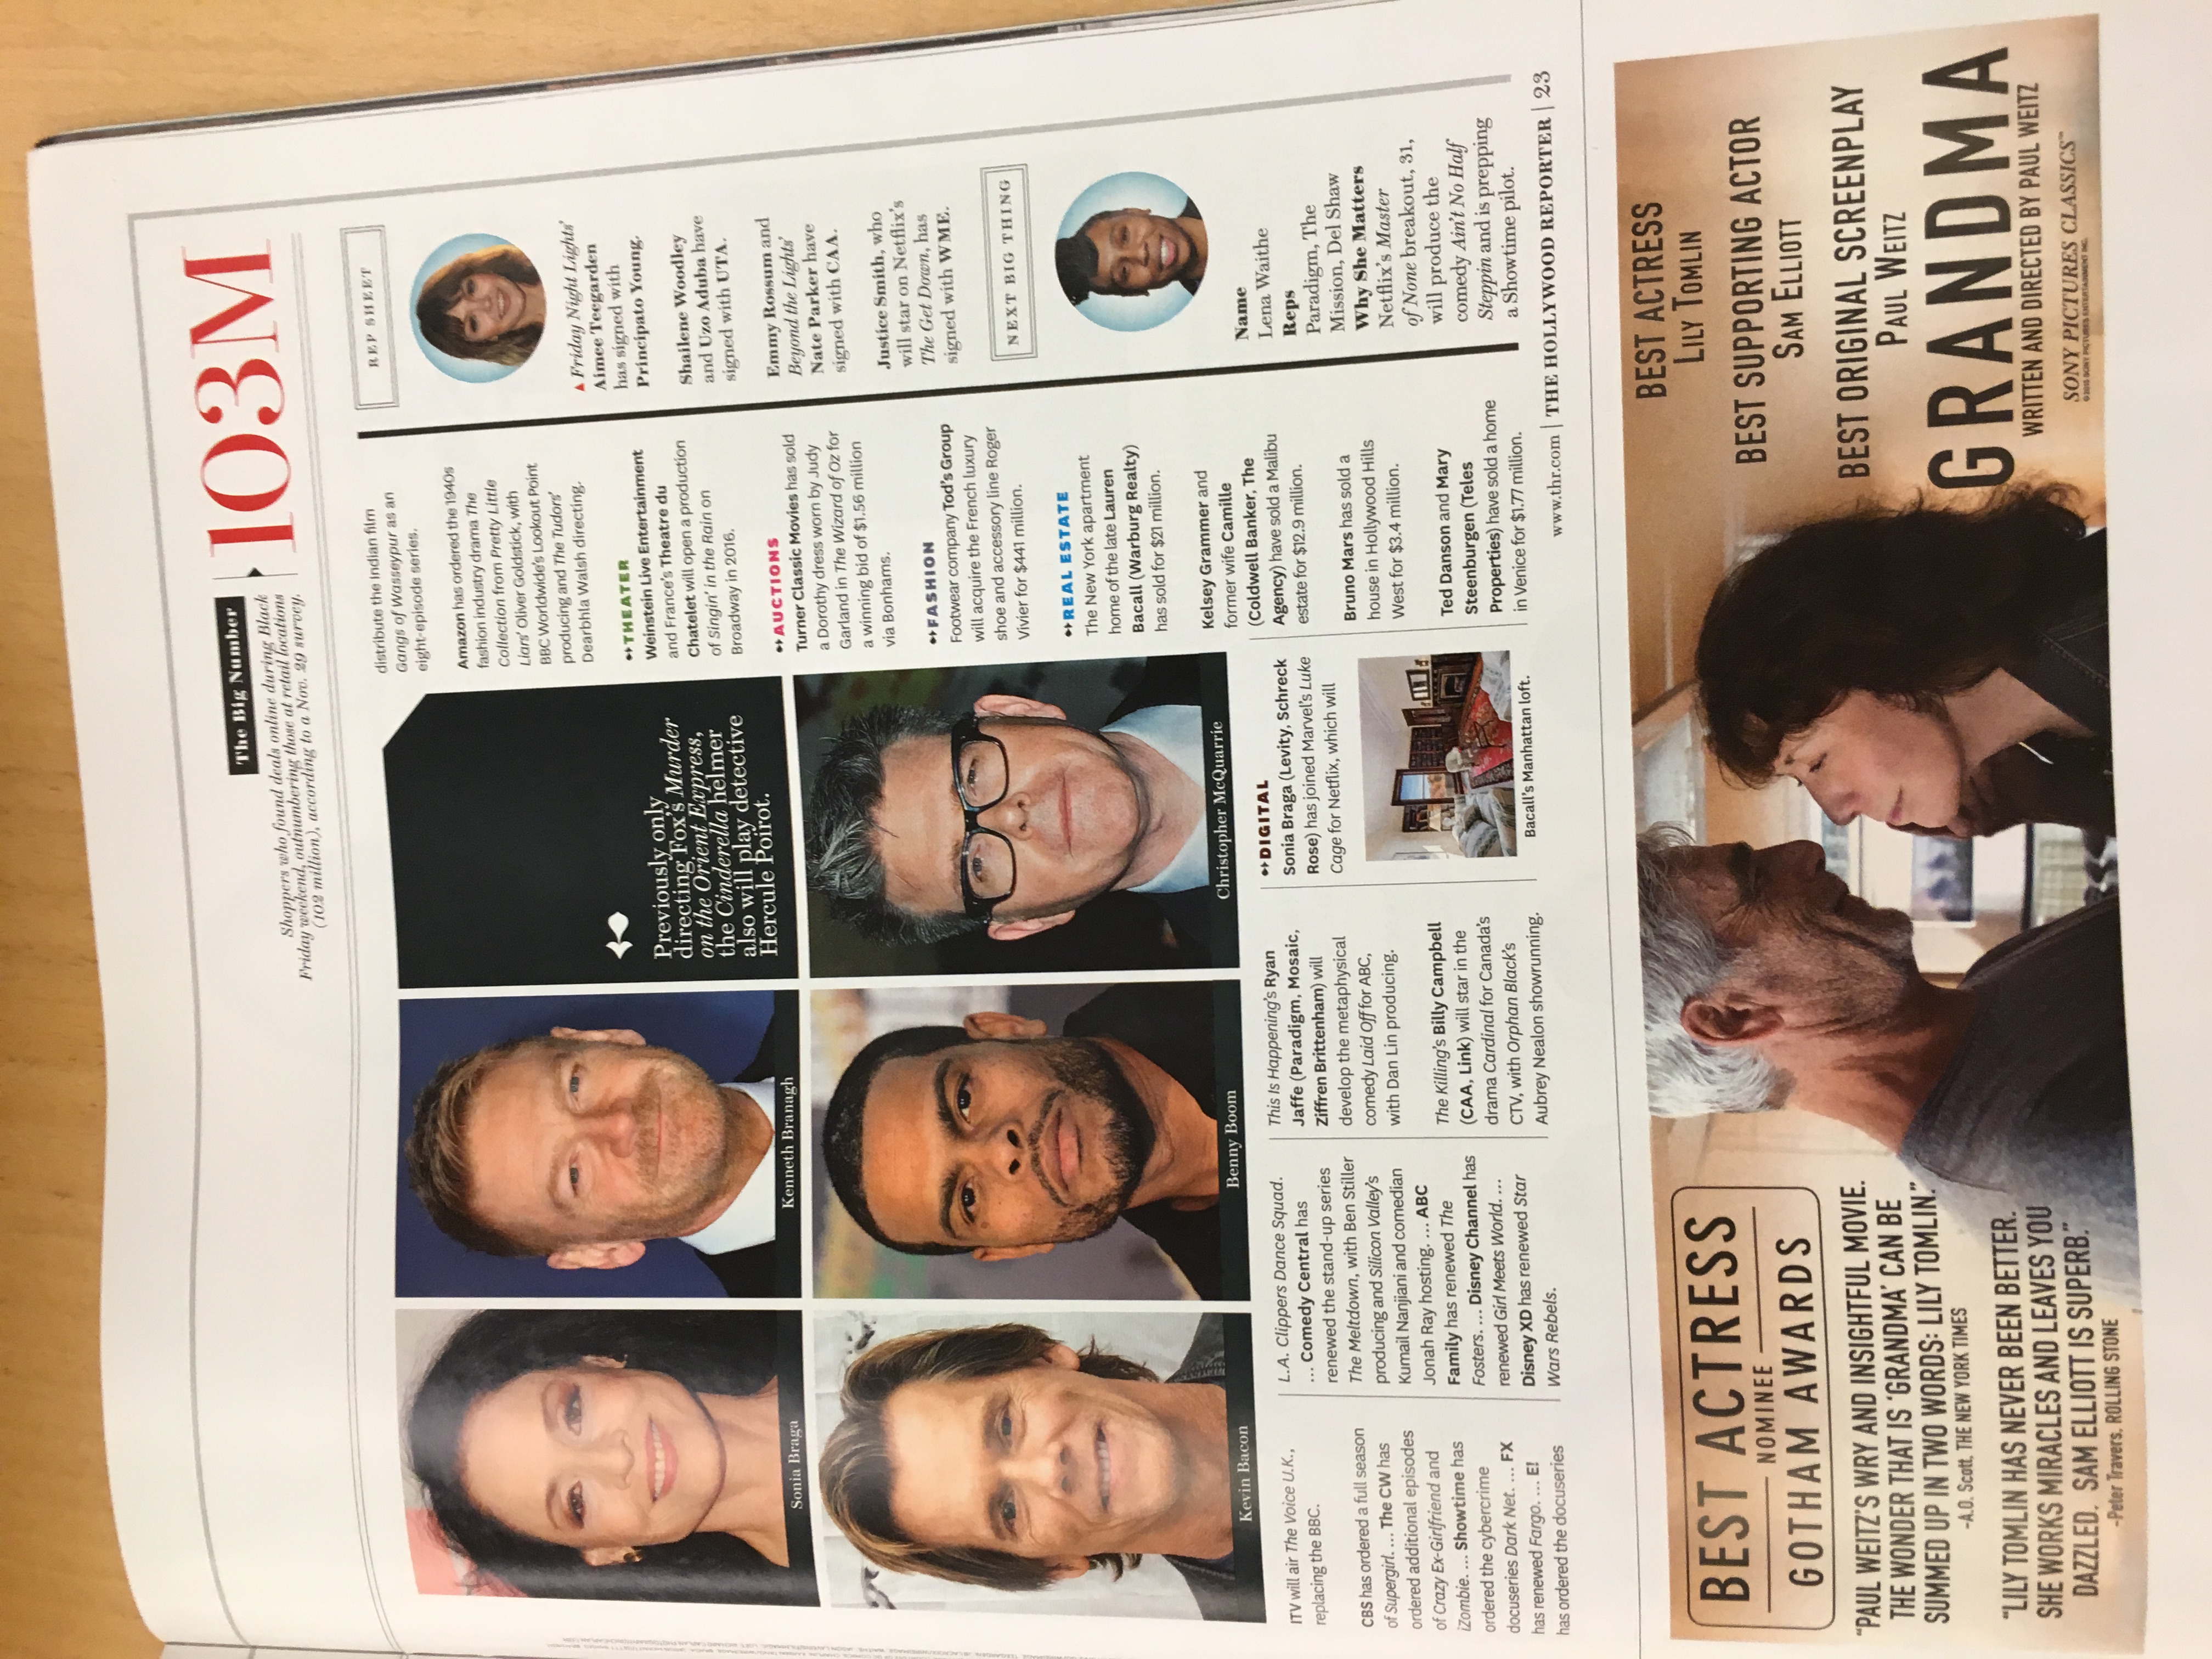 The Big Number
103M
Shoppers who found deals online during Black
Friday weekend, outnumbering those at retail locations
(102 million), according to a Nov. 29 survey.
Sonia Braga
Kenneth Branagh
Previously only
directing Fox's Murder
on the Orient Express,
the Cinderella helmer
also will play detective
Hercule Poirot.
Kevin Bacon
Benny Boom
Christopher McQuarrie
ITV will air The Voice U.K.,
replacing the BBC.
CBS has ordered a full season
of Supergirl. ... The CW has
ordered additional episodes
of Crazy Ex-Girlfriend and
iZombie. ... Showtime has
ordered the cybercrime
docuseries Dark Net. ... FX
has renewed Fargo. ... E!
has ordered the docuseries
L.A. Clippers Dance Squad.
... Comedy Central has
renewed the stand-up series
The Meltdown, with Ben Stiller
producing and Silicon Valley's
Kumail Nanjiani and comedian
Jonah Ray hosting. ... ABC
Family has renewed The
Fosters. ... Disney Channel has
renewed Girl Meets World. ...
Disney XD has renewed Star
Wars Rebels.
This Is Happening's Ryan
Jaffe (Paradigm, Mosaic,
Ziffren Brittenham) will
develop the metaphysical
comedy Laid Off for ABC,
with Dan Lin producing.
The Killing's Billy Campbell
(CAA, Link) will star in the
drama Cardinal for Canada's
CTV, with Orphan Black's
Aubrey Nealon showrunning.
DIGITAL
Sonia Braga (Levity, Schreck
Rose) has joined Marvel's Luke
Cage for Netflix, which will
Bacall's Manhattan loft.
distribute the Indian film
Gangs of Wasseypur as an
eight-episode series.
Amazon has ordered the 1940s
fashion industry drama The
Collection from Pretty Little
Liars' Oliver Goldstick, with
BBC Worldwide's Lookout Point
producing and The Tudors'
Dearbhla Walsh directing.
THEATER
Weinstein Live Entertainment
and France's Theatre du
Chatelet will open a production
of Singin' in the Rain on
Broadway in 2016.
AUCTIONS
Turner Classic Movies has sold
a Dorothy dress worn by Judy
Garland in The Wizard of Oz for
a winning bid of $1.56 million
via Bonhams.
FASHION
Footwear company Tod's Group
will acquire the French luxury
shoe and accessory line Roger
Vivier for $441 million.
REAL ESTATE
The New York apartment
home of the late Lauren
Bacall (Warburg Realty)
has sold for $21 million.
Kelsey Grammer and
former wife Camille
(Coldwell Banker, The
Agency) have sold a Malibu
estate for $12.9 million.
Bruno Mars has sold a
house in Hollywood Hills
West for $3.4 million.
Ted Danson and Mary
Steenburgen (Teles
Properties) have sold a home
in Venice for $1.77 million.
REP SHEET
▲ Friday Night Lights'
Aimee Teegarden
has signed with
Principato Young.
Shailene Woodley
and Uzo Aduba have
signed with UTA.
Emmy Rossum and
Beyond the Lights'
Nate Parker have
signed with CAA.
Justice Smith, who
will star on Netflix's
The Get Down, has
signed with WME.
NEXT BIG THING
Name
Lena Waithe
Reps
Paradigm, The
Mission, Del Shaw
Why She Matters
Netflix's Master
of None breakout, 31,
will produce the
comedy Ain't No Half
Steppin and is prepping
a Showtime pilot.
www.thr.com | THE HOLLYWOOD REPORTER | 23
BEST ACTRESS
NOMINEE
GOTHAM AWARDS
"PAUL WEITZ'S WRY AND INSIGHTFUL MOVIE.
THE WONDER THAT IS 'GRANDMA' CAN BE
SUMMED UP IN TWO WORDS: LILY TOMLIN."
-A.O. Scott, THE NEW YORK TIMES
"LILY TOMLIN HAS NEVER BEEN BETTER.
SHE WORKS MIRACLES AND LEAVES YOU
DAZZLED. SAM ELLIOTT IS SUPERB."
-Peter Travers, ROLLING STONE
BEST ACTRESS
LILY TOMLIN
BEST SUPPORTING ACTOR
SAM ELLIOTT
BEST ORIGINAL SCREENPLAY
PAUL WEITZ
GRANDMA
WRITTEN AND DIRECTED BY PAUL WEITZ
SONY PICTURES CLASSICS™
©2015 SONY PICTURES ENTERTAINMENT INC.